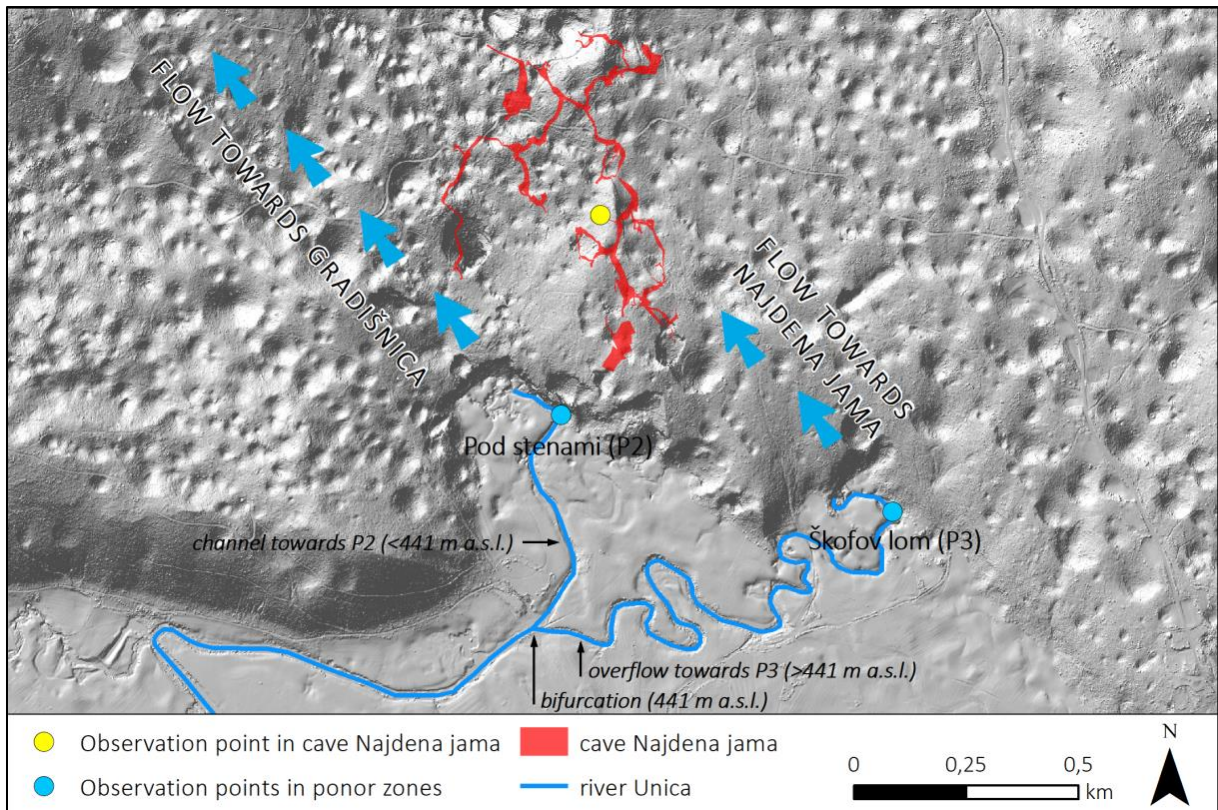 FLOW TOWARDS GRADIŠNICA
FLOW TOWARDS
NAJDENA JAMA
Pod stenami (P2)
channel towards P2 (<441 m a.s.l.)
Škofov lom (P3)
overflow towards P3 (>441 m a.s.l.)
bifurcation (441 m a.s.l.)
Observation point in cave Najdena jama
cave Najdena jama
Observation points in ponor zones
river Unica
0 0,25 0,5
km
N